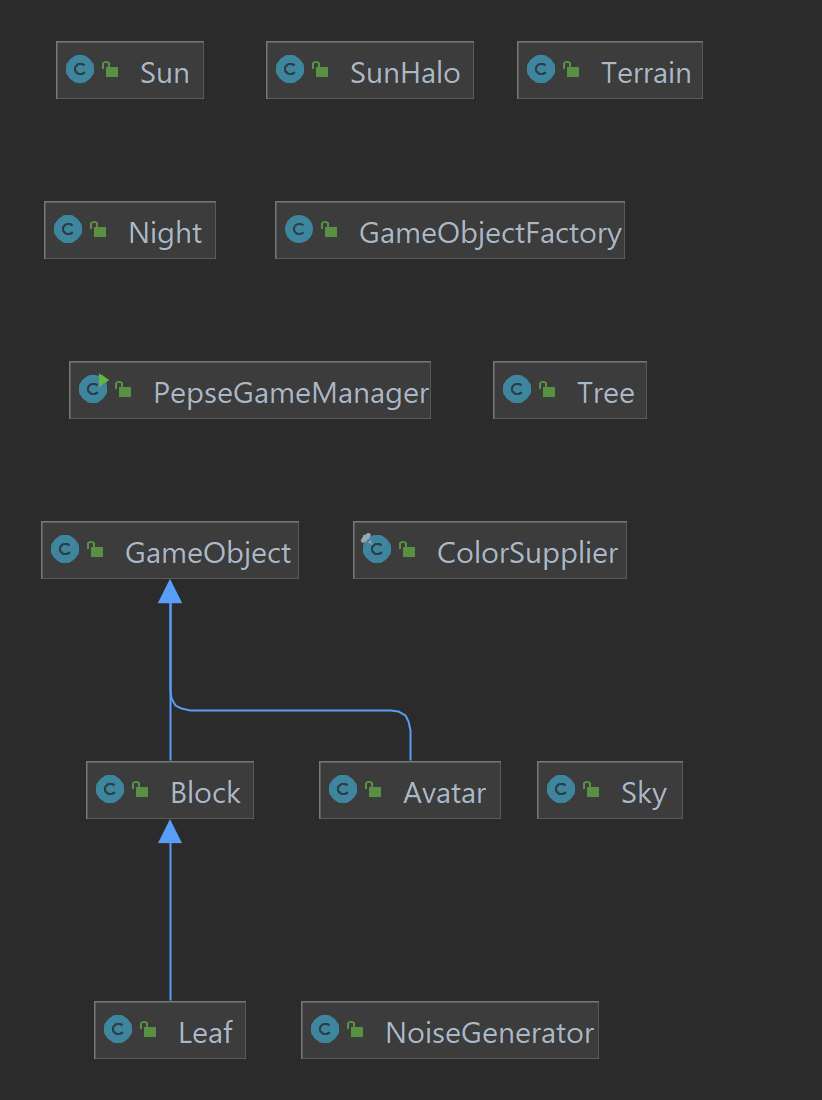 Sun
SunHalo
Terrain
Night
GameObjectFactory
PepseGameManager
Tree
GameObject
ColorSupplier
Block
Avatar
Sky
Leaf
NoiseGenerator